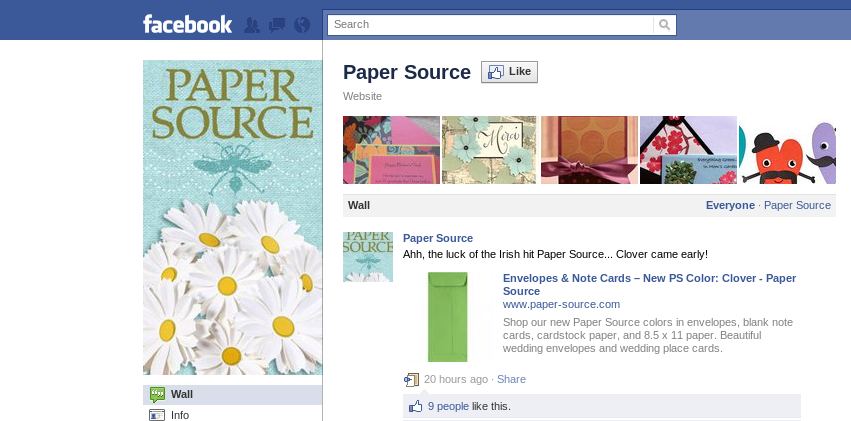 facebook
Search
PAPER
SOURCE
Paper Source
Like
Website
Merci
Wall
Everyone · Paper Source
PAPER
SOURCE
Paper Source
Ahh, the luck of the Irish hit Paper Source... Clover came early!
Envelopes & Note Cards – New PS Color: Clover - Paper
Source
www.paper-source.com
Shop our new Paper Source colors in envelopes, blank note
cards, cardstock paper, and 8.5 x 11 paper. Beautiful
wedding envelopes and wedding place cards.
20 hours ago · Share
9 people like this.
Wall
Info